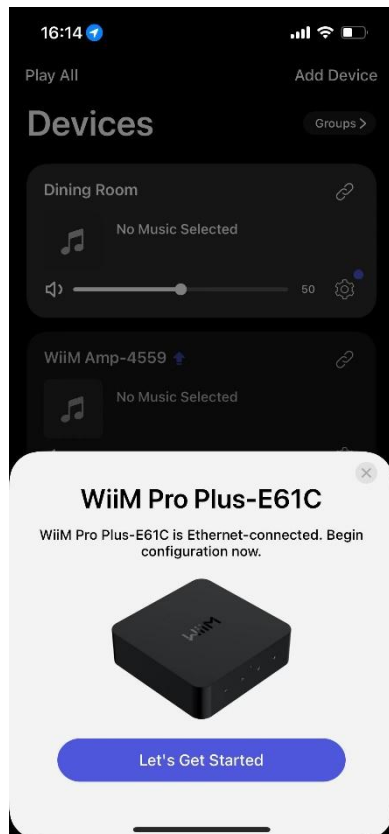 16:14
Play All
Add Device
Devices
Groups >
Dining Room
No Music Selected
50
WiiM Amp-4559
No Music Selected
WiiM Pro Plus-E61C
WiiM Pro Plus-E61C is Ethernet-connected. Begin
configuration now.
WiiM
Let's Get Started